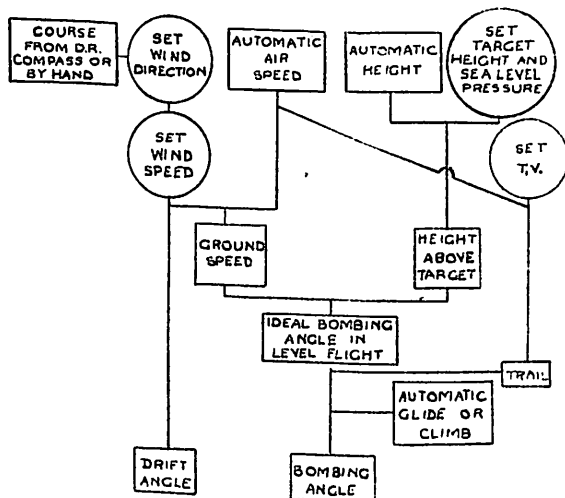 COURSE
FROM D.R.
COMPASS OR
BY HAND
SET
WIND
DIRECTION
AUTOMATIC
AIR
SPEED
AUTOMATIC
HEIGHT
SET
TARGET
HEIGHT AND
SEA LEVEL
PRESSURE
SET
WIND
SPEED
SET
T.V.
GROUND
SPEED
HEIGHT
ABOVE
TARGET
IDEAL BOMBING
ANGLE IN
LEVEL FLIGHT
TRAIL
AUTOMATIC
GLIDE OR
CLIMB
DRIFT
ANGLE
BOMBING
ANGLE